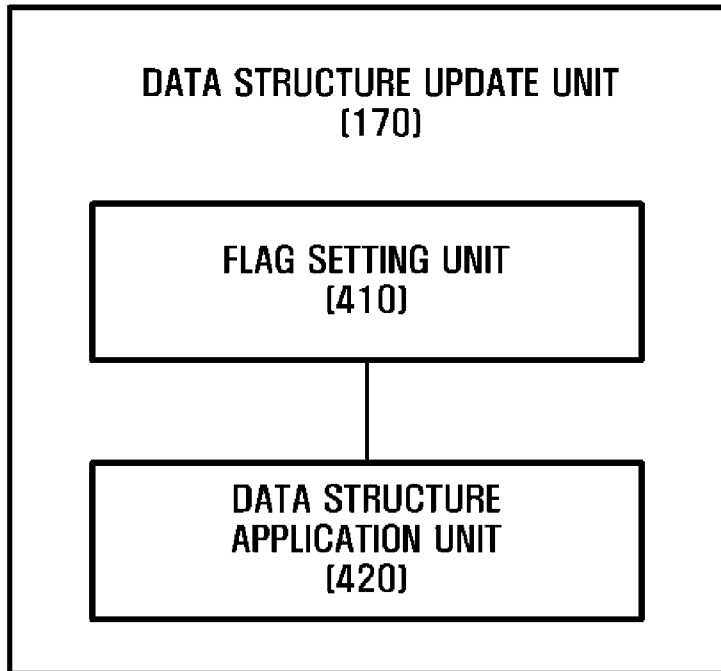 DATA STRUCTURE UPDATE UNIT
(170)
FLAG SETTING UNIT
(410)
DATA STRUCTURE
APPLICATION UNIT
(420)